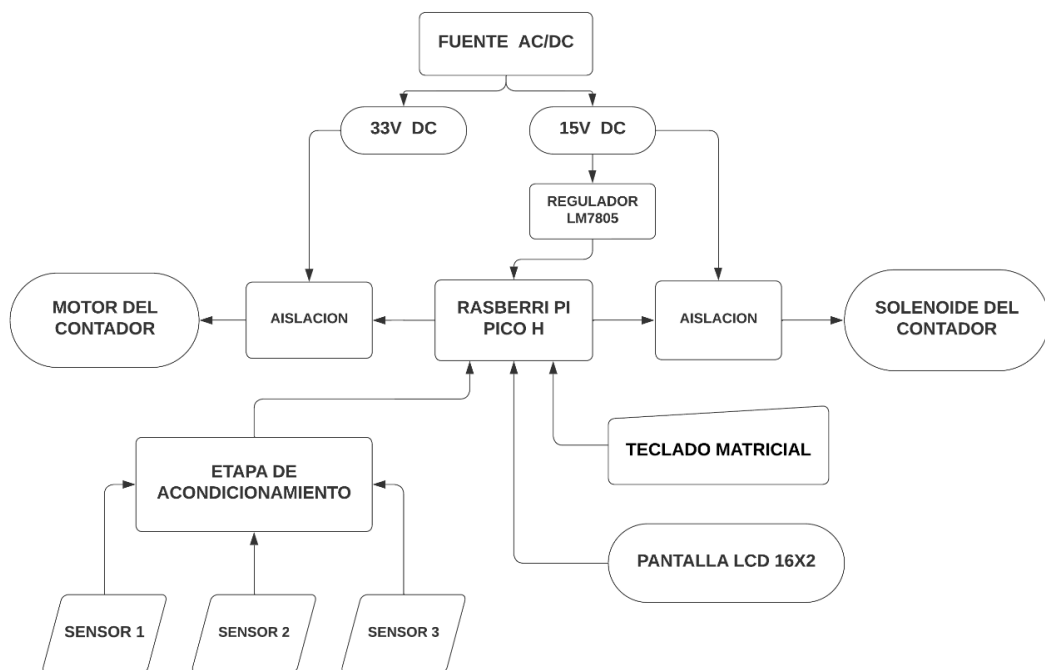 FUENTE AC/DC
33V DC
15V DC
REGULADOR
LM7805
MOTOR DEL
CONTADOR
AISLACION
RASBERRI PI
PICO H
AISLACION
SOLENOIDE DEL
CONTADOR
TECLADO MATRICIAL
ETAPA DE
ACONDICIONAMIENTO
PANTALLA LCD 16X2
SENSOR 1
SENSOR 2
SENSOR 3